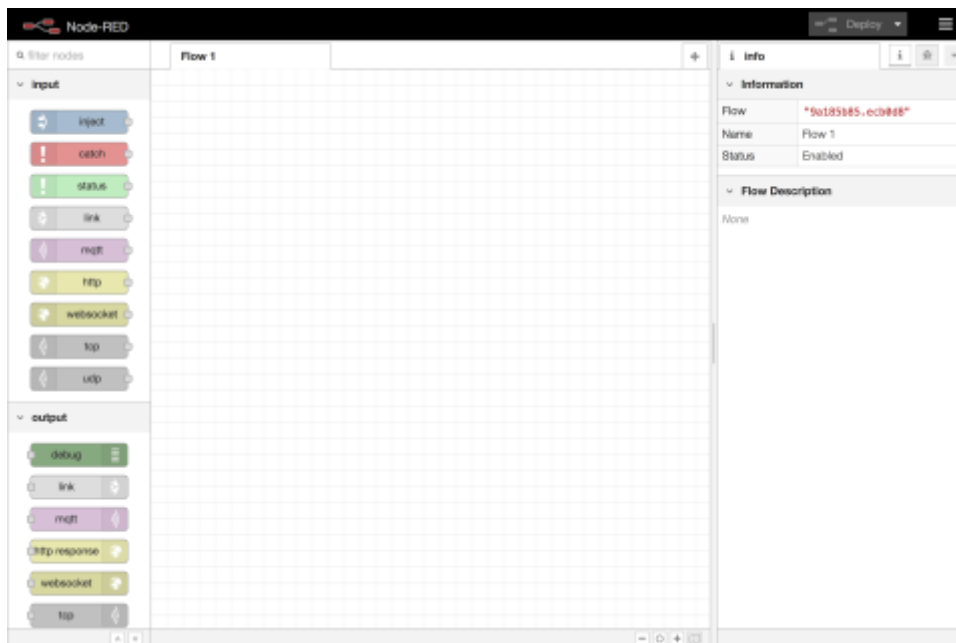 Node-RED
Deploy
filter nodes
Flow 1
info
input
inject
catch
status
link
mqtt
http
websocket
tcp
udp
output
debug
link
mqtt
http response
websocket
tcp
Information
Flow
Name
Flow 1
Status
Enabled
Flow Description
None